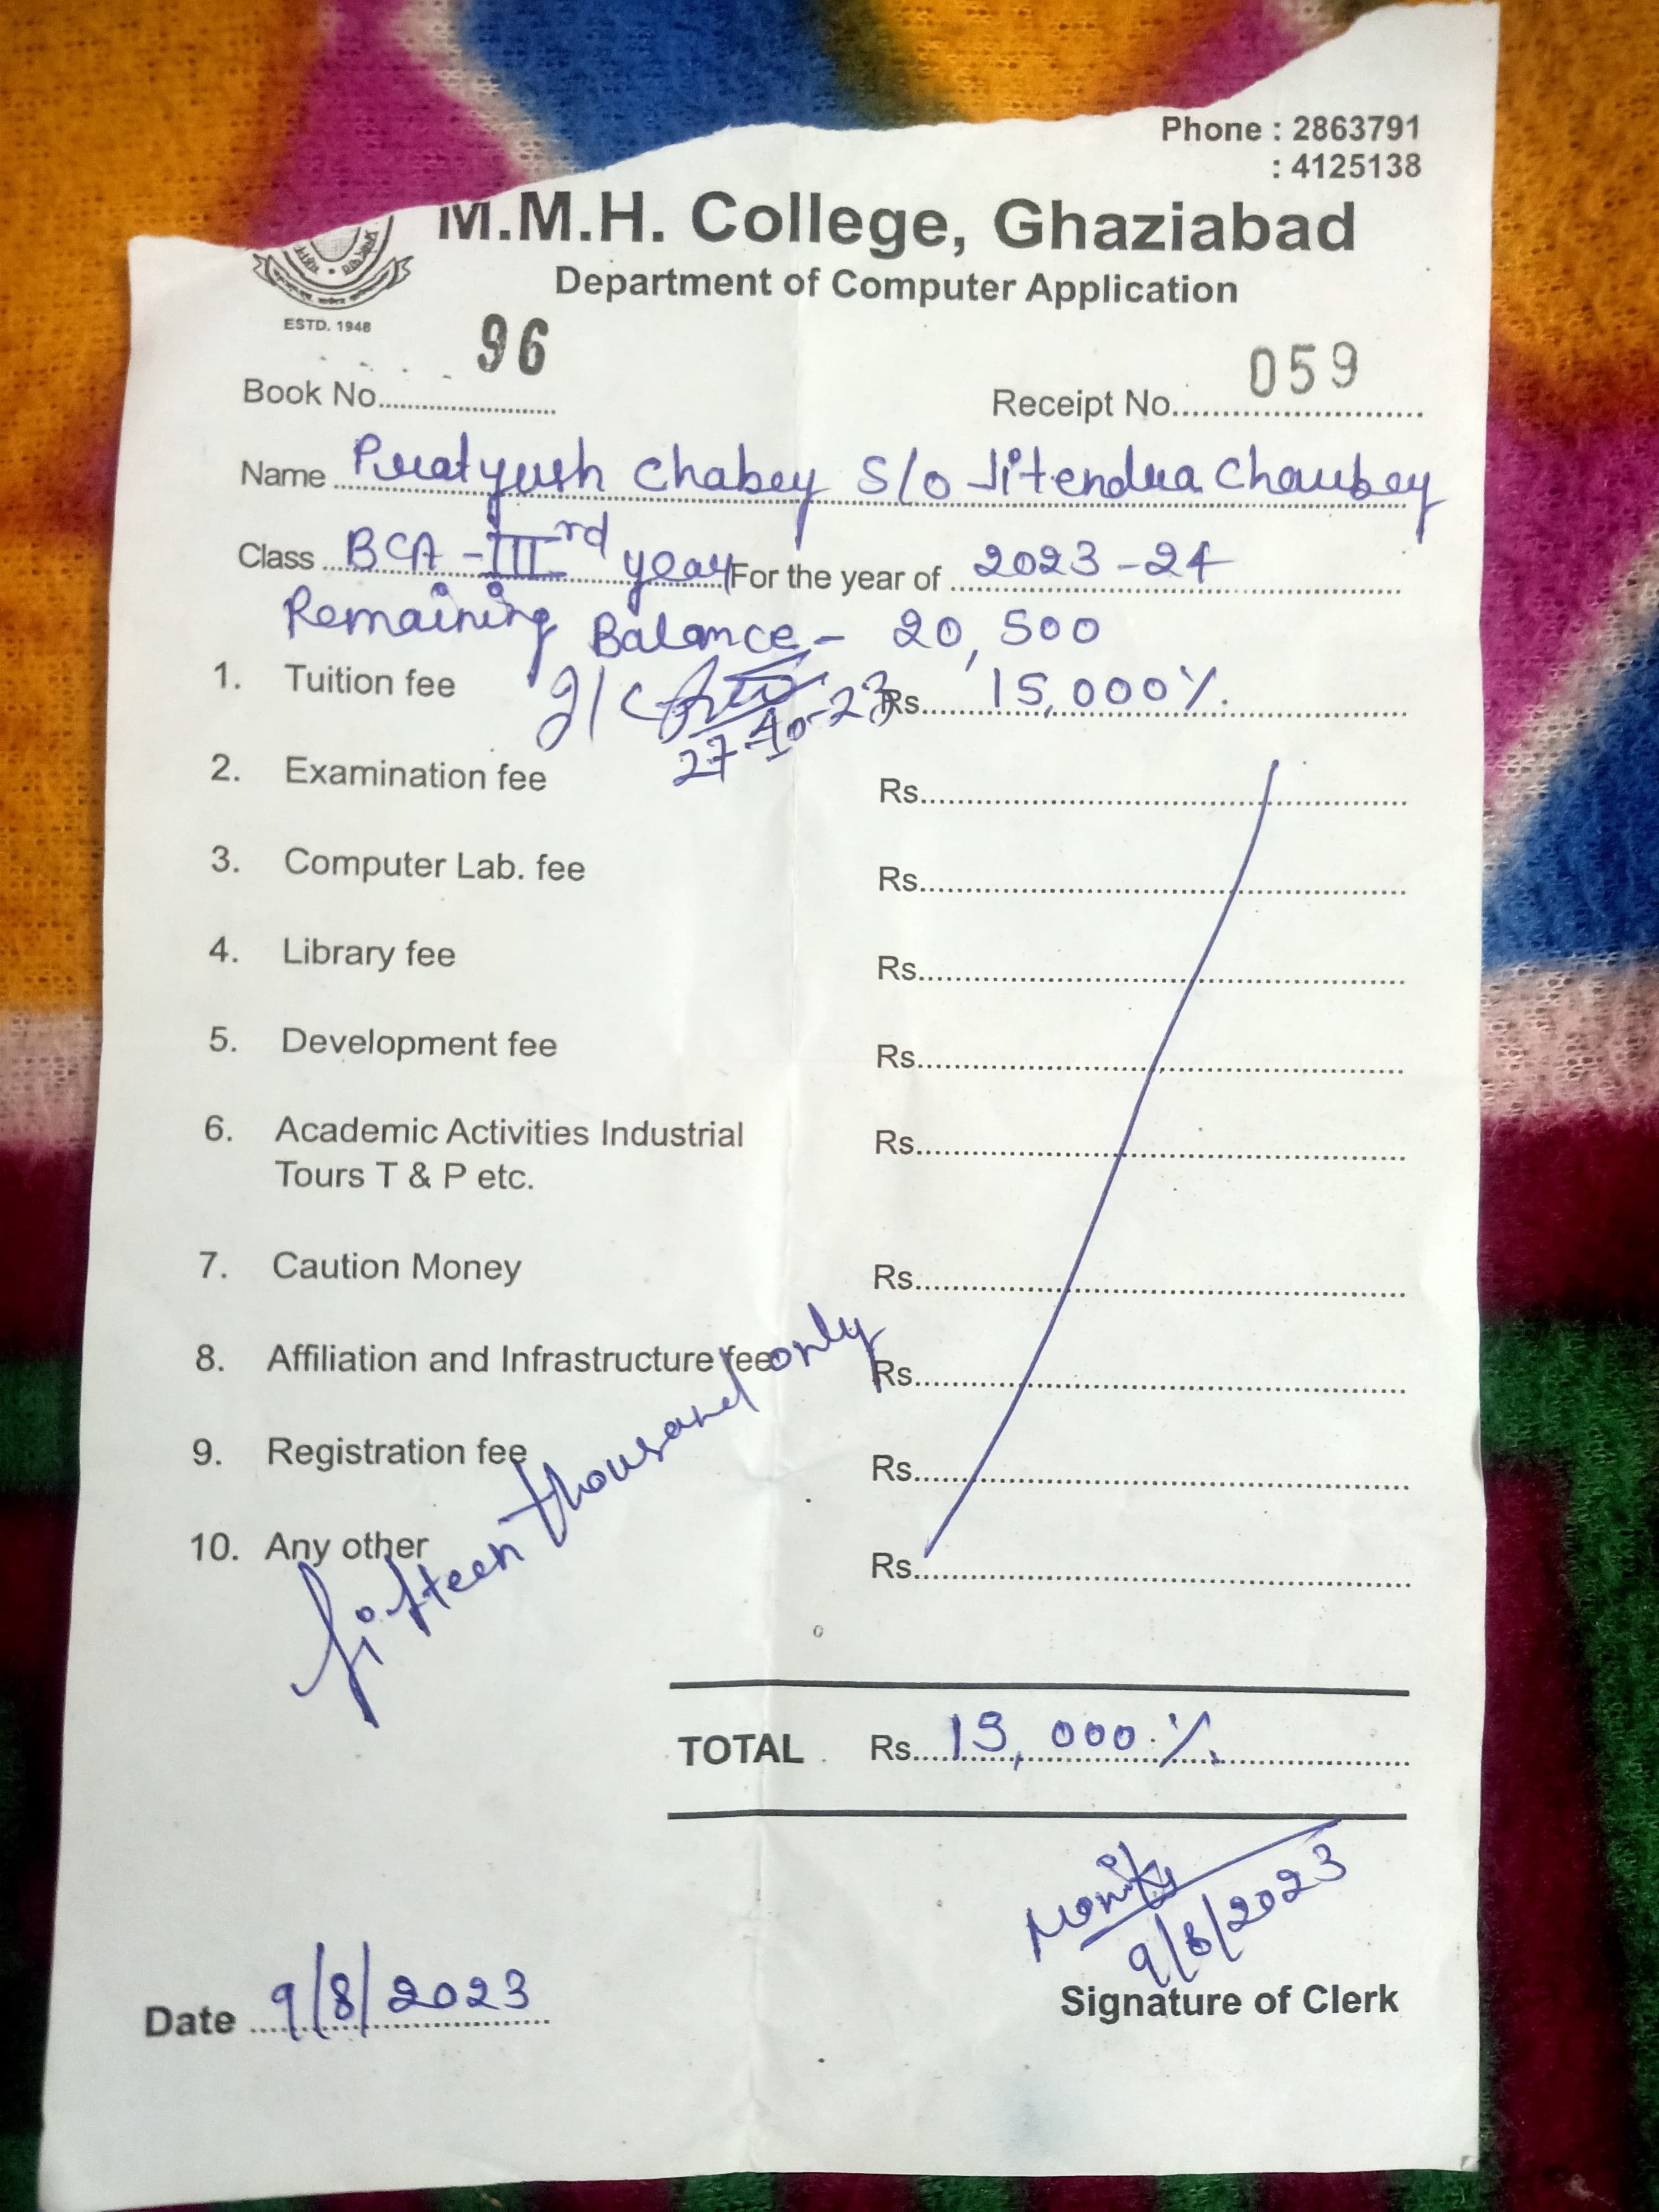 Phone : 2863791
: 4125138
M.M.H. College, Ghaziabad
Department of Computer Application
ESTD. 1948
Book No. 96 Receipt No. 059
Name Pratyush Chabey S/o Jitendra Chaubey
Class BCA - IIIrd year For the year of 2023-24
Remaining Balance - 20,500
1. Tuition fee Rs. 15,000/.
27-10-23
2. Examination fee Rs.
3. Computer Lab. fee Rs.
4. Library fee Rs.
5. Development fee Rs.
6. Academic Activities Industrial Rs.
Tours T & P etc.
7. Caution Money Rs.
8. Affiliation and Infrastructure fee Rs.
9. Registration fee Rs.
10. Any other Rs.
fifteen thousand only
TOTAL Rs. 15,000/.
9/8/2023
Signature of Clerk
Date 9/8/2023